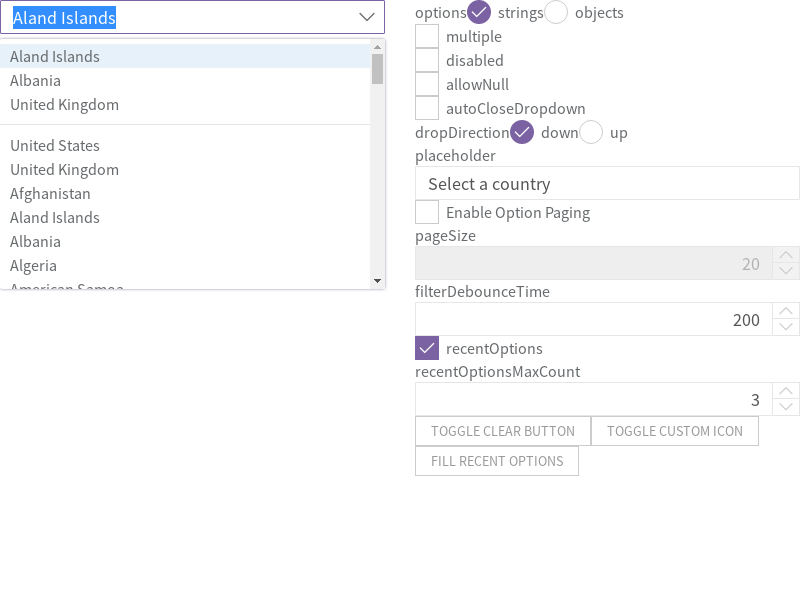 Aland Islands
Aland Islands
Albania
United Kingdom
United States
United Kingdom
Afghanistan
Aland Islands
Albania
Algeria
American Samoa
options strings objects
multiple
disabled
allowNull
autoCloseDropdown
dropDirection down up
placeholder
Select a country
Enable Option Paging
pageSize
20
filterDebounceTime
200
recentOptions
recentOptionsMaxCount
3
TOGGLE CLEAR BUTTON TOGGLE CUSTOM ICON
FILL RECENT OPTIONS